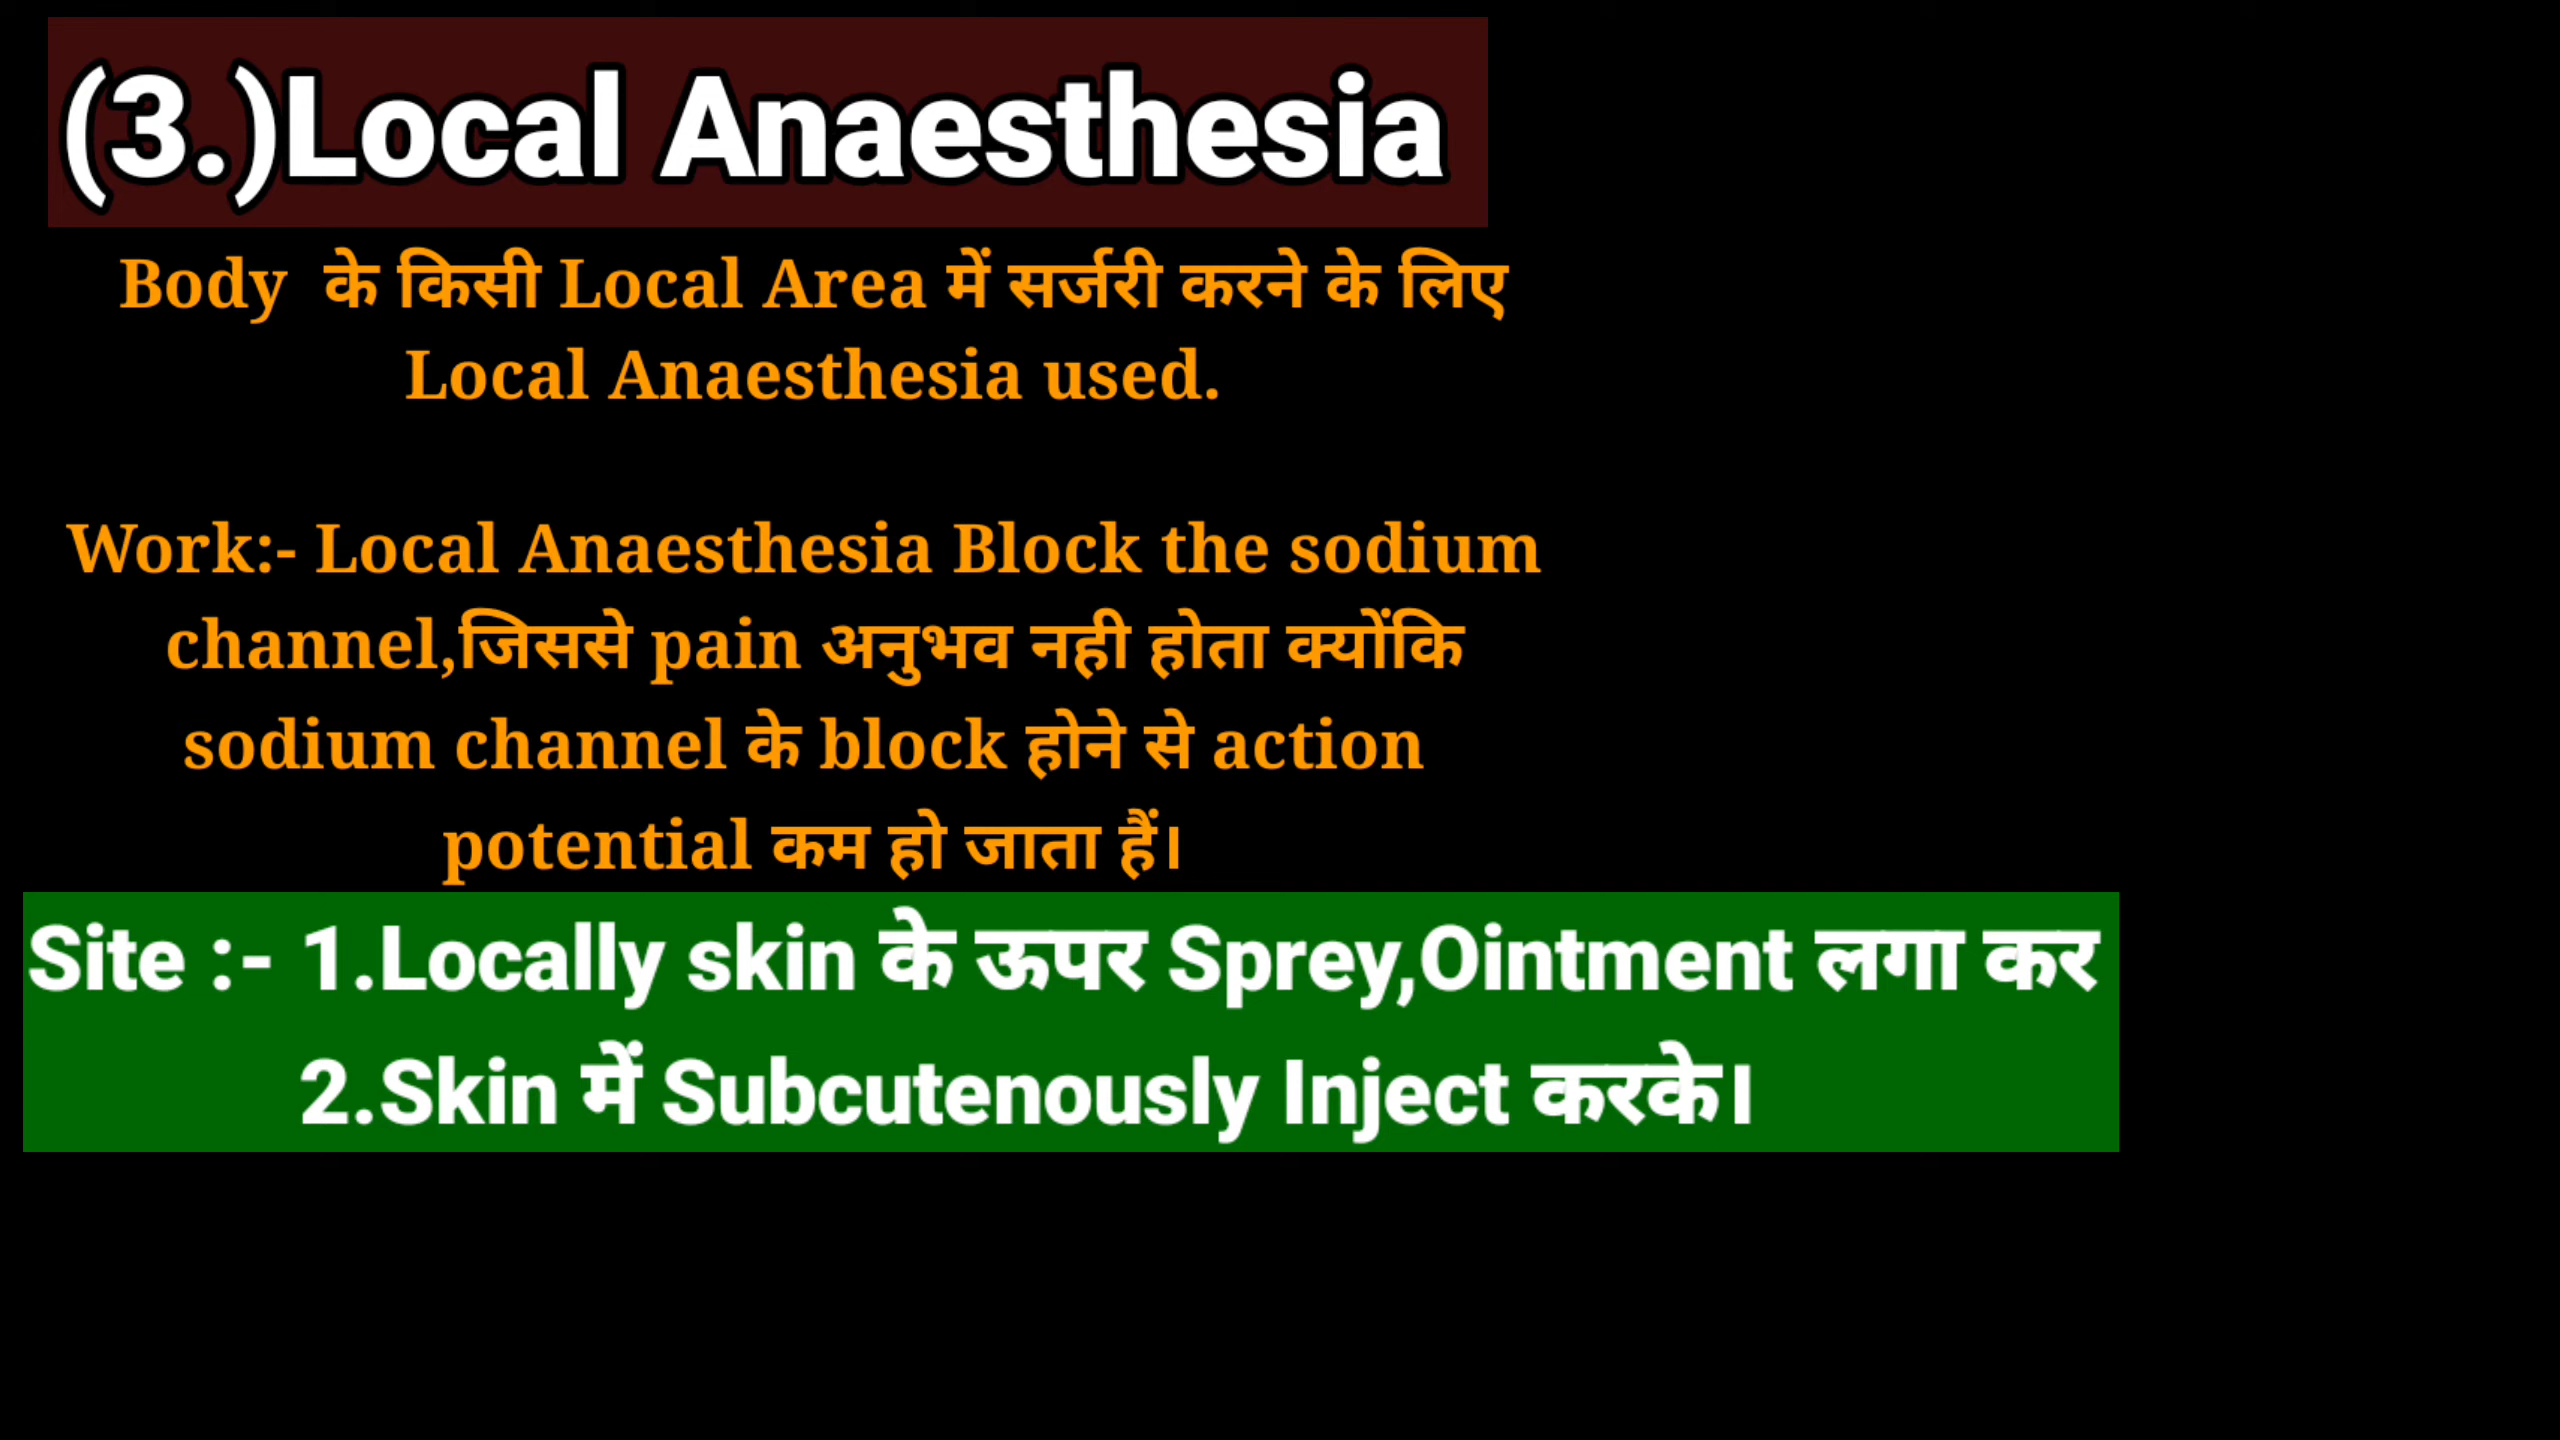 (3.)Local Anaesthesia
Body के किसी Local Area में सर्जरी करने के लिए
Local Anaesthesia used.
Work:- Local Anaesthesia Block the sodium
channel,जिससे pain अनुभव नही होता क्योंकि
sodium channel के block होने से action
potential कम हो जाता हैं।
Site :- 1.Locally skin के ऊपर Sprey,Ointment लगा कर
2.Skin में Subcutenously Inject करके।